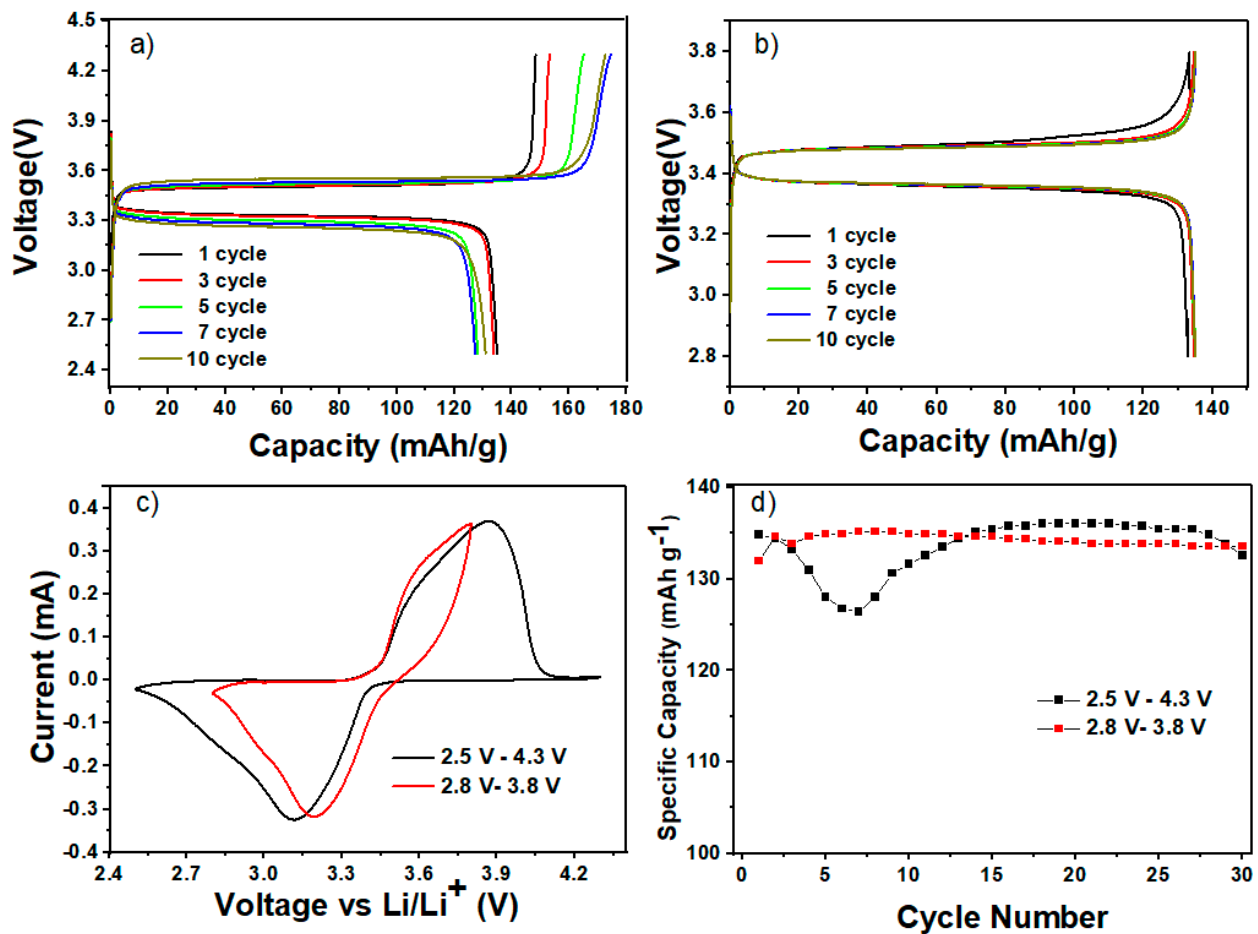 a)
4.5
4.2
3.9
3.6
3.3
3.0
2.7
2.4
Voltage(V)
1 cycle
3 cycle
5 cycle
7 cycle
10 cycle
0 20 40 60 80 100 120 140 160 180
Capacity (mAh/g)
b)
3.8
3.6
3.4
3.2
3.0
2.8
Voltage(V)
1 cycle
3 cycle
5 cycle
7 cycle
10 cycle
0 20 40 60 80 100 120 140
Capacity (mAh/g)
c)
0.4
0.3
0.2
0.1
0.0
-0.1
-0.2
-0.3
-0.4
Current (mA)
2.5 V - 4.3 V
2.8 V- 3.8 V
2.4 2.7 3.0 3.3 3.6 3.9 4.2
Voltage vs Li/Li+ (V)
d)
140
135
130
125
120
115
110
105
100
Specific Capacity (mAh g-1)
2.5 V - 4.3 V
2.8 V- 3.8 V
0 5 10 15 20 25 30
Cycle Number